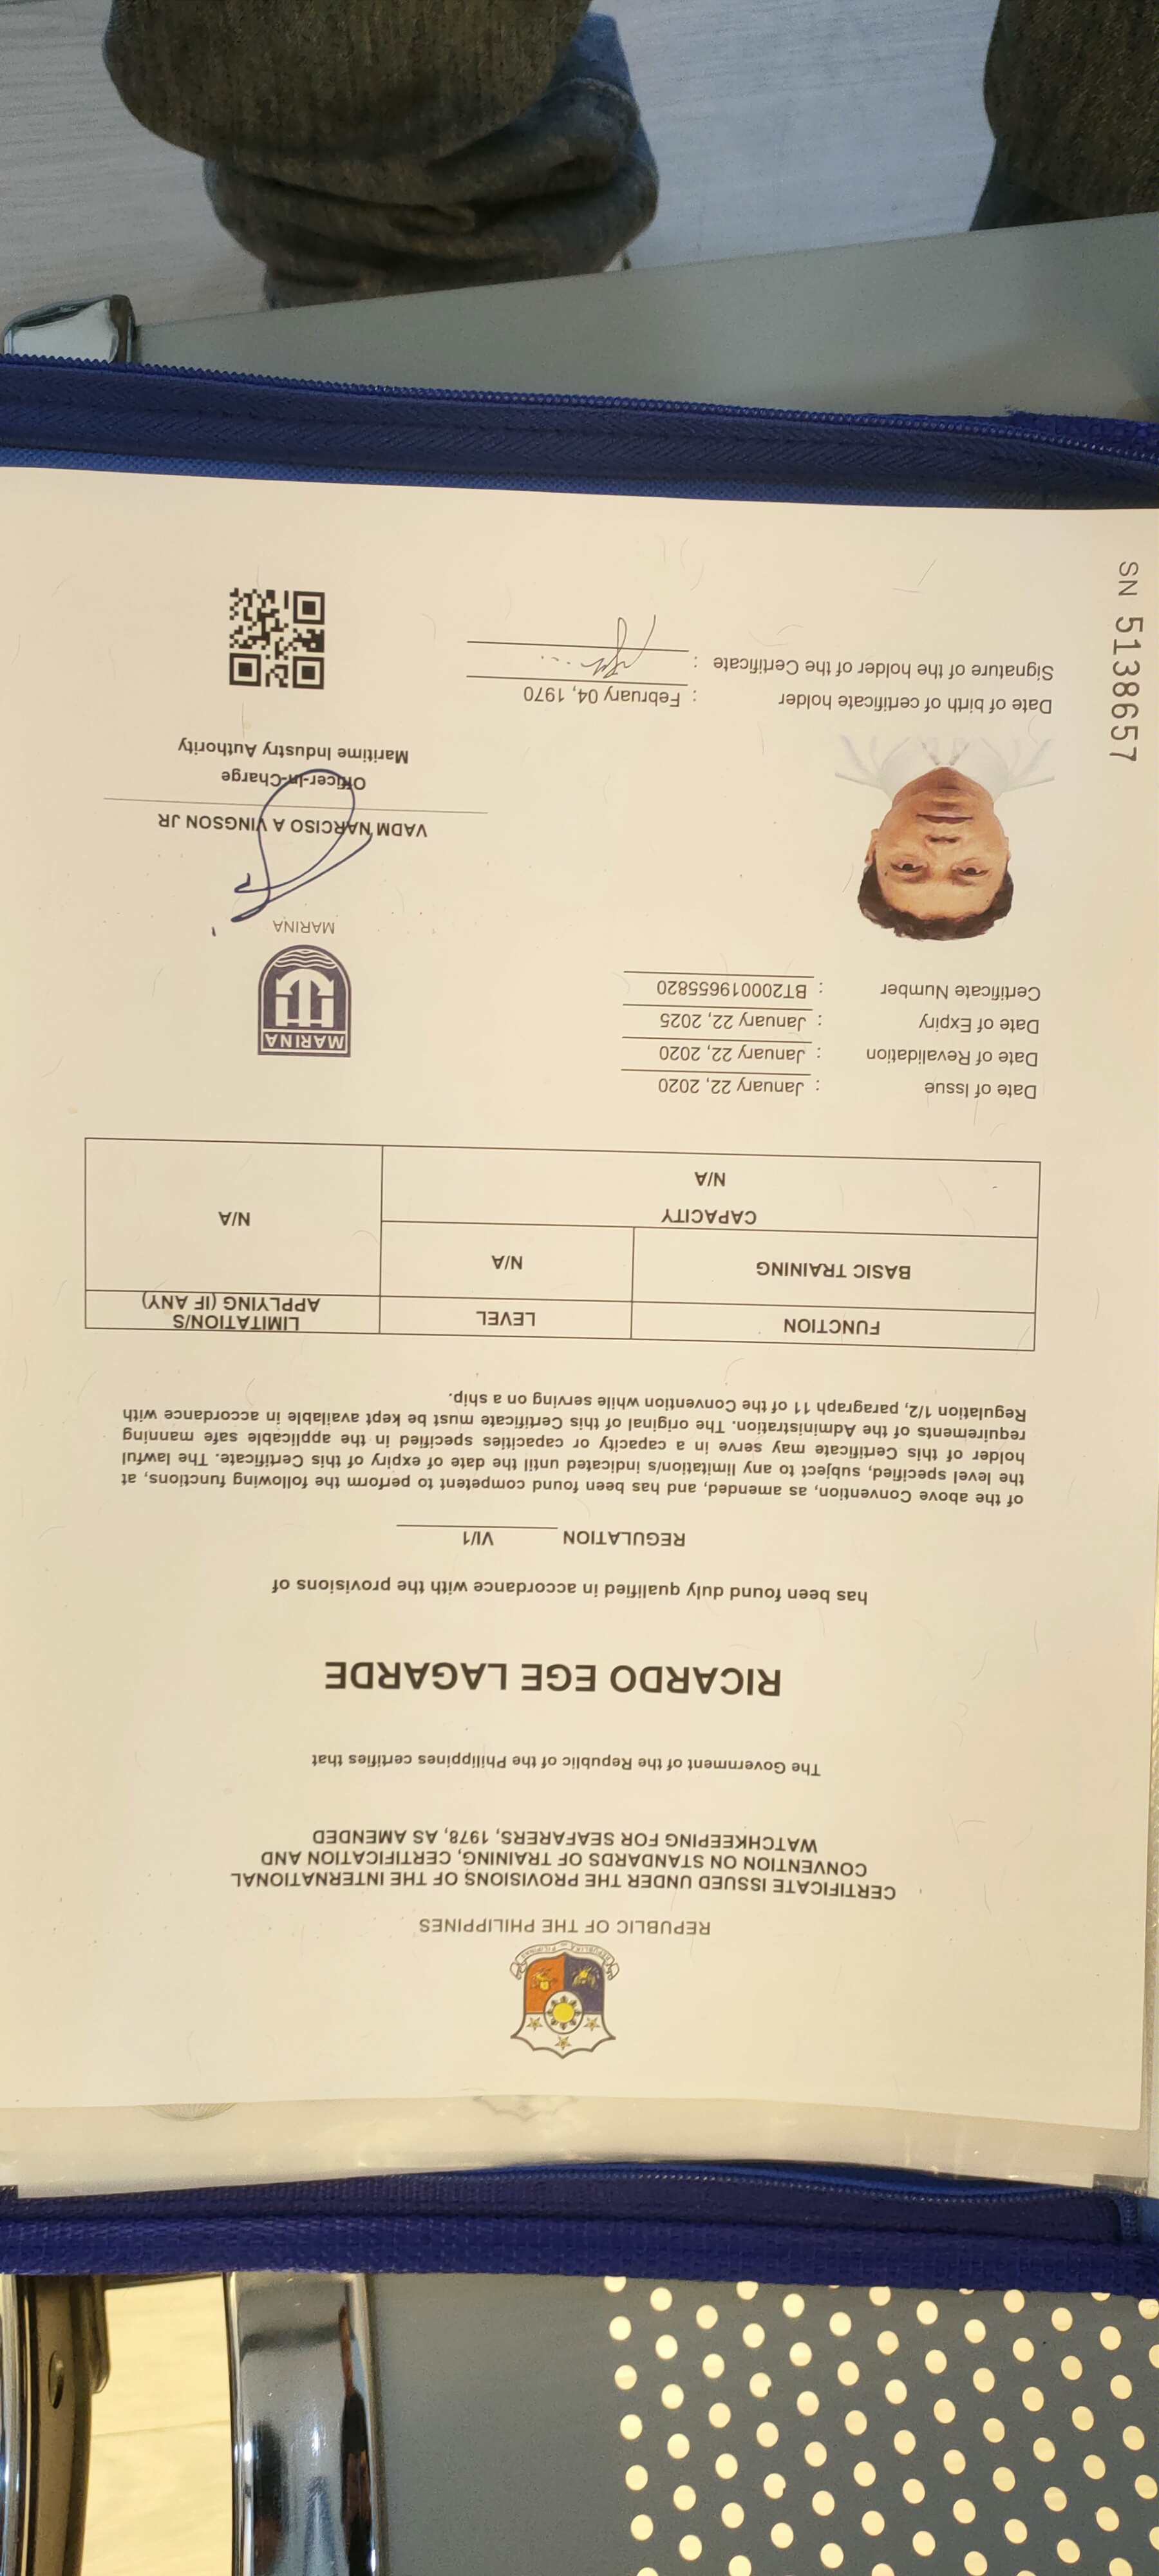 REPUBLIC OF THE PHILIPPINES
CERTIFICATE ISSUED UNDER THE PROVISIONS OF THE INTERNATIONAL
CONVENTION ON STANDARDS OF TRAINING, CERTIFICATION AND
WATCHKEEPING FOR SEAFARERS, 1978, AS AMENDED
The Government of the Republic of the Philippines certifies that
RICARDO EGE LAGARDE
has been found duly qualified in accordance with the provisions of
REGULATION VI/1
of the above Convention, as amended, and has been found competent to perform the following functions, at
the level specified, subject to any limitation/s indicated until the date of expiry of this Certificate. The lawful
holder of this Certificate may serve in a capacity or capacities specified in the applicable safe manning
requirements of the Administration. The original of this Certificate must be kept available in accordance with
Regulation 1/2, paragraph 11 of the Convention while serving on a ship.
FUNCTION LEVEL LIMITATION/S APPLYING (IF ANY)
BASIC TRAINING N/A N/A
CAPACITY
N/A
Date of Issue : January 22, 2020
Date of Revalidation : January 22, 2020
Date of Expiry : January 22, 2025
Certificate Number : BT200019655820
MARINA
MARINA
VADM NARCISO A VINGSON JR
Officer-In-Charge
Maritime Industry Authority
Date of birth of certificate holder : February 04, 1970
Signature of the holder of the Certificate :
SN 5138657